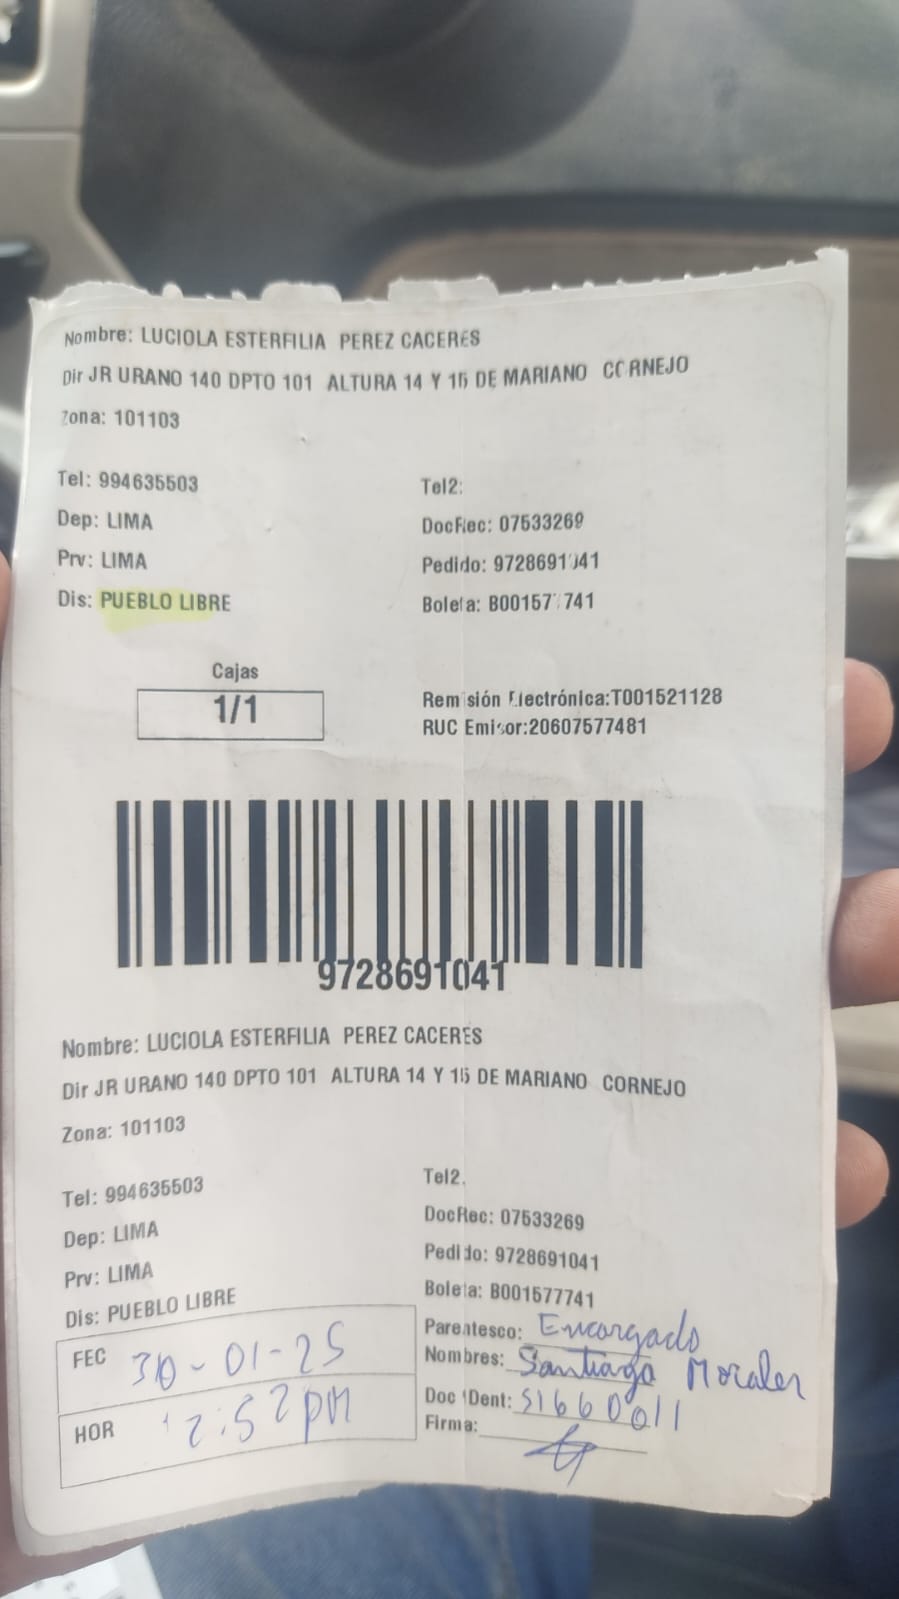 Nombre: LUCIOLA ESTERFILIA PEREZ CACERES
Dir JR URANO 140 DPTO 101 ALTURA 14 Y 15 DE MARIANO CORNEJO
Zona: 101103
Tel: 994635503 Tel2:
Dep: LIMA DocRec: 07533269
Prv: LIMA Pedido: 9728691041
Dis: PUEBLO LIBRE Boleta: B001577741
Cajas
1/1
Remisión Electrónica:T001521128
RUC Emisor:20607577481
9728691041
Nombre: LUCIOLA ESTERFILIA PEREZ CACERES
Dir JR URANO 140 DPTO 101 ALTURA 14 Y 15 DE MARIANO CORNEJO
Zona: 101103
Tel: 994635503 Tel2.
Dep: LIMA DocRec: 07533269
Prv: LIMA Pedido: 9728691041
Dis: PUEBLO LIBRE Boleta: B001577741
FEC 30-01-25 Parentesco: Encargado
Nombres: Santiago Morales
HOR 12:52 pm Doc Ident: 51660011
Firma: